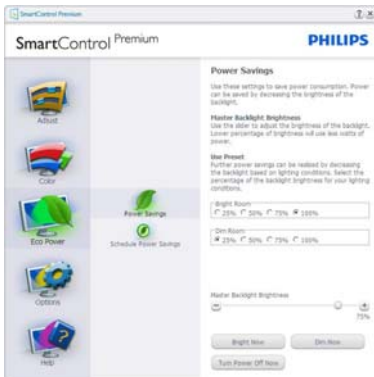 SmartControl Premium
SmartControl Premium
PHILIPS
Adjust
Color
Eco Power
Options
Help
Power Savings
Schedule Power Savings
Power Savings
Use these settings to save power consumption. Power
can be saved by decreasing the brightness of the
backlight.
Master Backlight Brightness
Use the slider to adjust the brightness of the backlight.
Lower percentage of brightness will use less watts of
power.
Use Preset
Further power savings can be realized by decreasing
the backlight based on lighting conditions. Select the
percentage of the backlight brightness for your lighting
conditions.
Bright Room
25% 50% 75% 100%
Dim Room
25% 50% 75% 100%
Master Backlight Brightness
75%
Bright Now
Dim Now
Turn Power Off Now